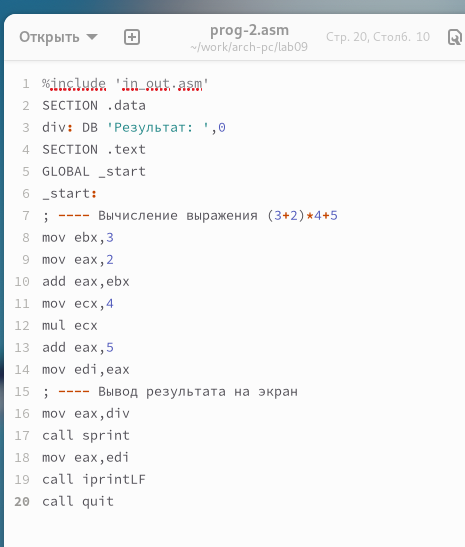 Открыть
prog-2.asm
~/work/arch-pc/lab09
Стр. 20, Столб. 10
1 %include 'in_out.asm'
2 SECTION .data
3 div: DB 'Результат: ',0
4 SECTION .text
5 GLOBAL _start
6 _start:
7 ; ---- Вычисление выражения (3+2)*4+5
8 mov ebx,3
9 mov eax,2
10 add eax,ebx
11 mov ecx,4
12 mul ecx
13 add eax,5
14 mov edi,eax
15 ; ---- Вывод результата на экран
16 mov eax,div
17 call sprint
18 mov eax,edi
19 call iprintLF
20 call quit